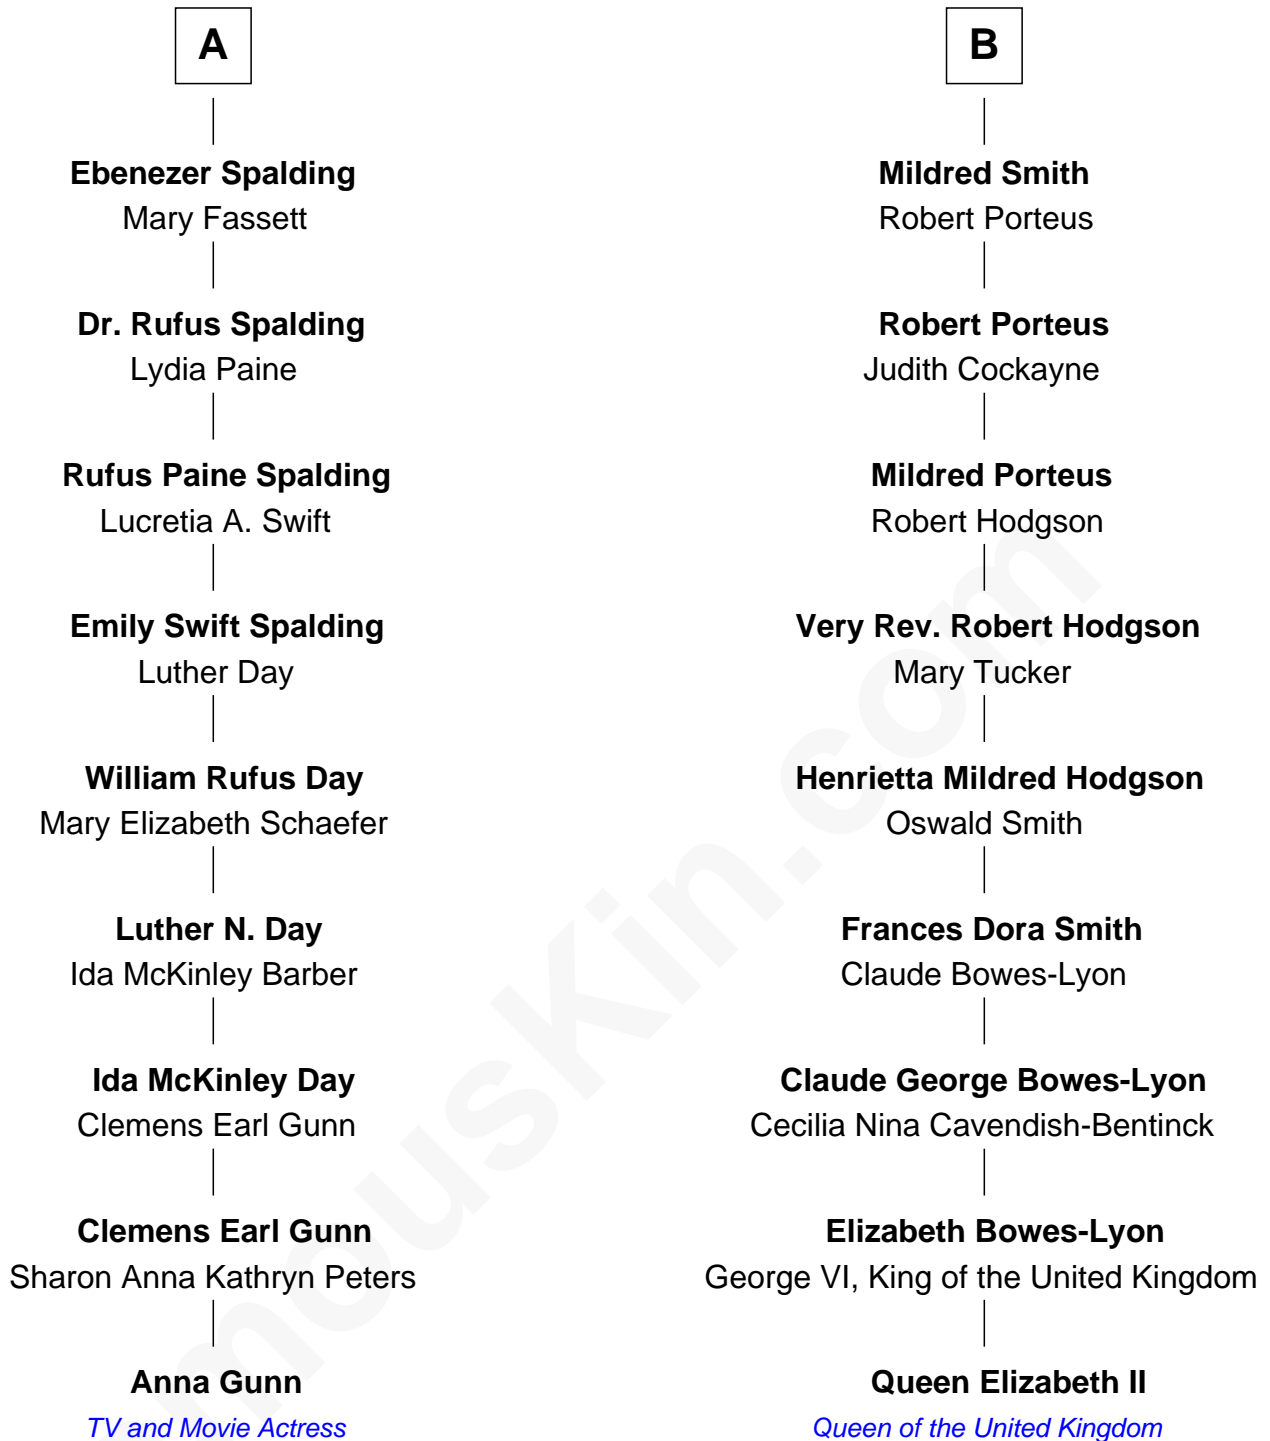 A
Ebenezer Spalding
Mary Fassett
Dr. Rufus Spalding
Lydia Paine
Rufus Paine Spalding
Lucretia A. Swift
Emily Swift Spalding
Luther Day
William Rufus Day
Mary Elizabeth Schaefer
Luther N. Day
Ida McKinley Barber
Ida McKinley Day
Clemens Earl Gunn
Clemens Earl Gunn
Sharon Anna Kathryn Peters
Anna Gunn
TV and Movie Actress
B
Mildred Smith
Robert Porteus
Robert Porteus
Judith Cockayne
Mildred Porteus
Robert Hodgson
Very Rev. Robert Hodgson
Mary Tucker
Henrietta Mildred Hodgson
Oswald Smith
Frances Dora Smith
Claude Bowes-Lyon
Claude George Bowes-Lyon
Cecilia Nina Cavendish-Bentinck
Elizabeth Bowes-Lyon
George VI, King of the United Kingdom
Queen Elizabeth II
Queen of the United Kingdom
mouskin.com